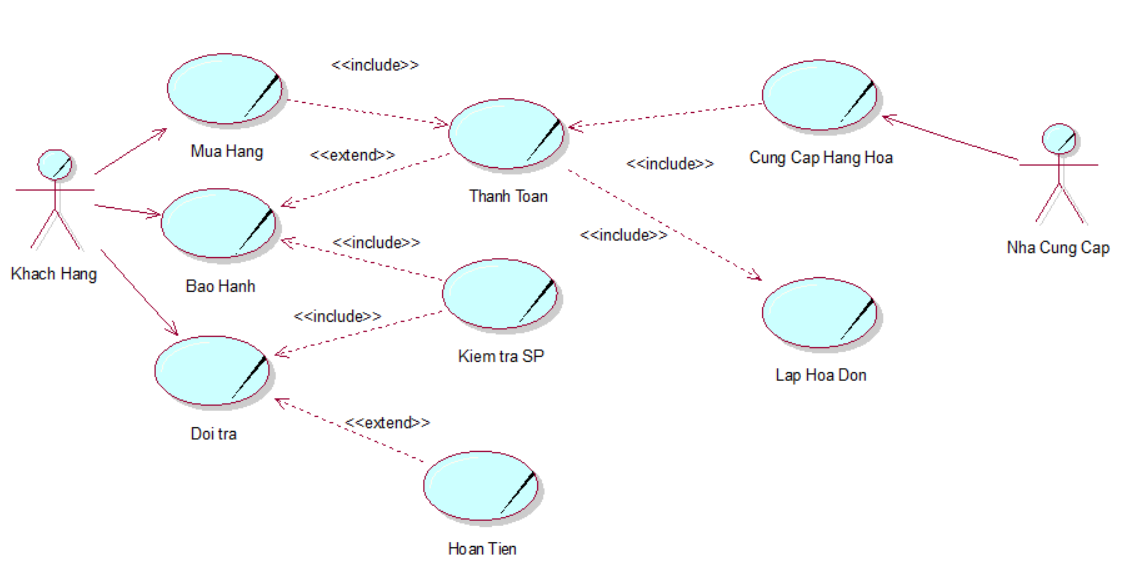 <<include>>
Mua Hang
<<extend>>
Thanh Toan
<<include>>
Cung Cap Hang Hoa
Khach Hang
Bao Hanh
<<include>>
<<include>>
Nha Cung Cap
<<include>>
Kiem tra SP
Lap Hoa Don
Doi tra
<<extend>>
Hoan Tien